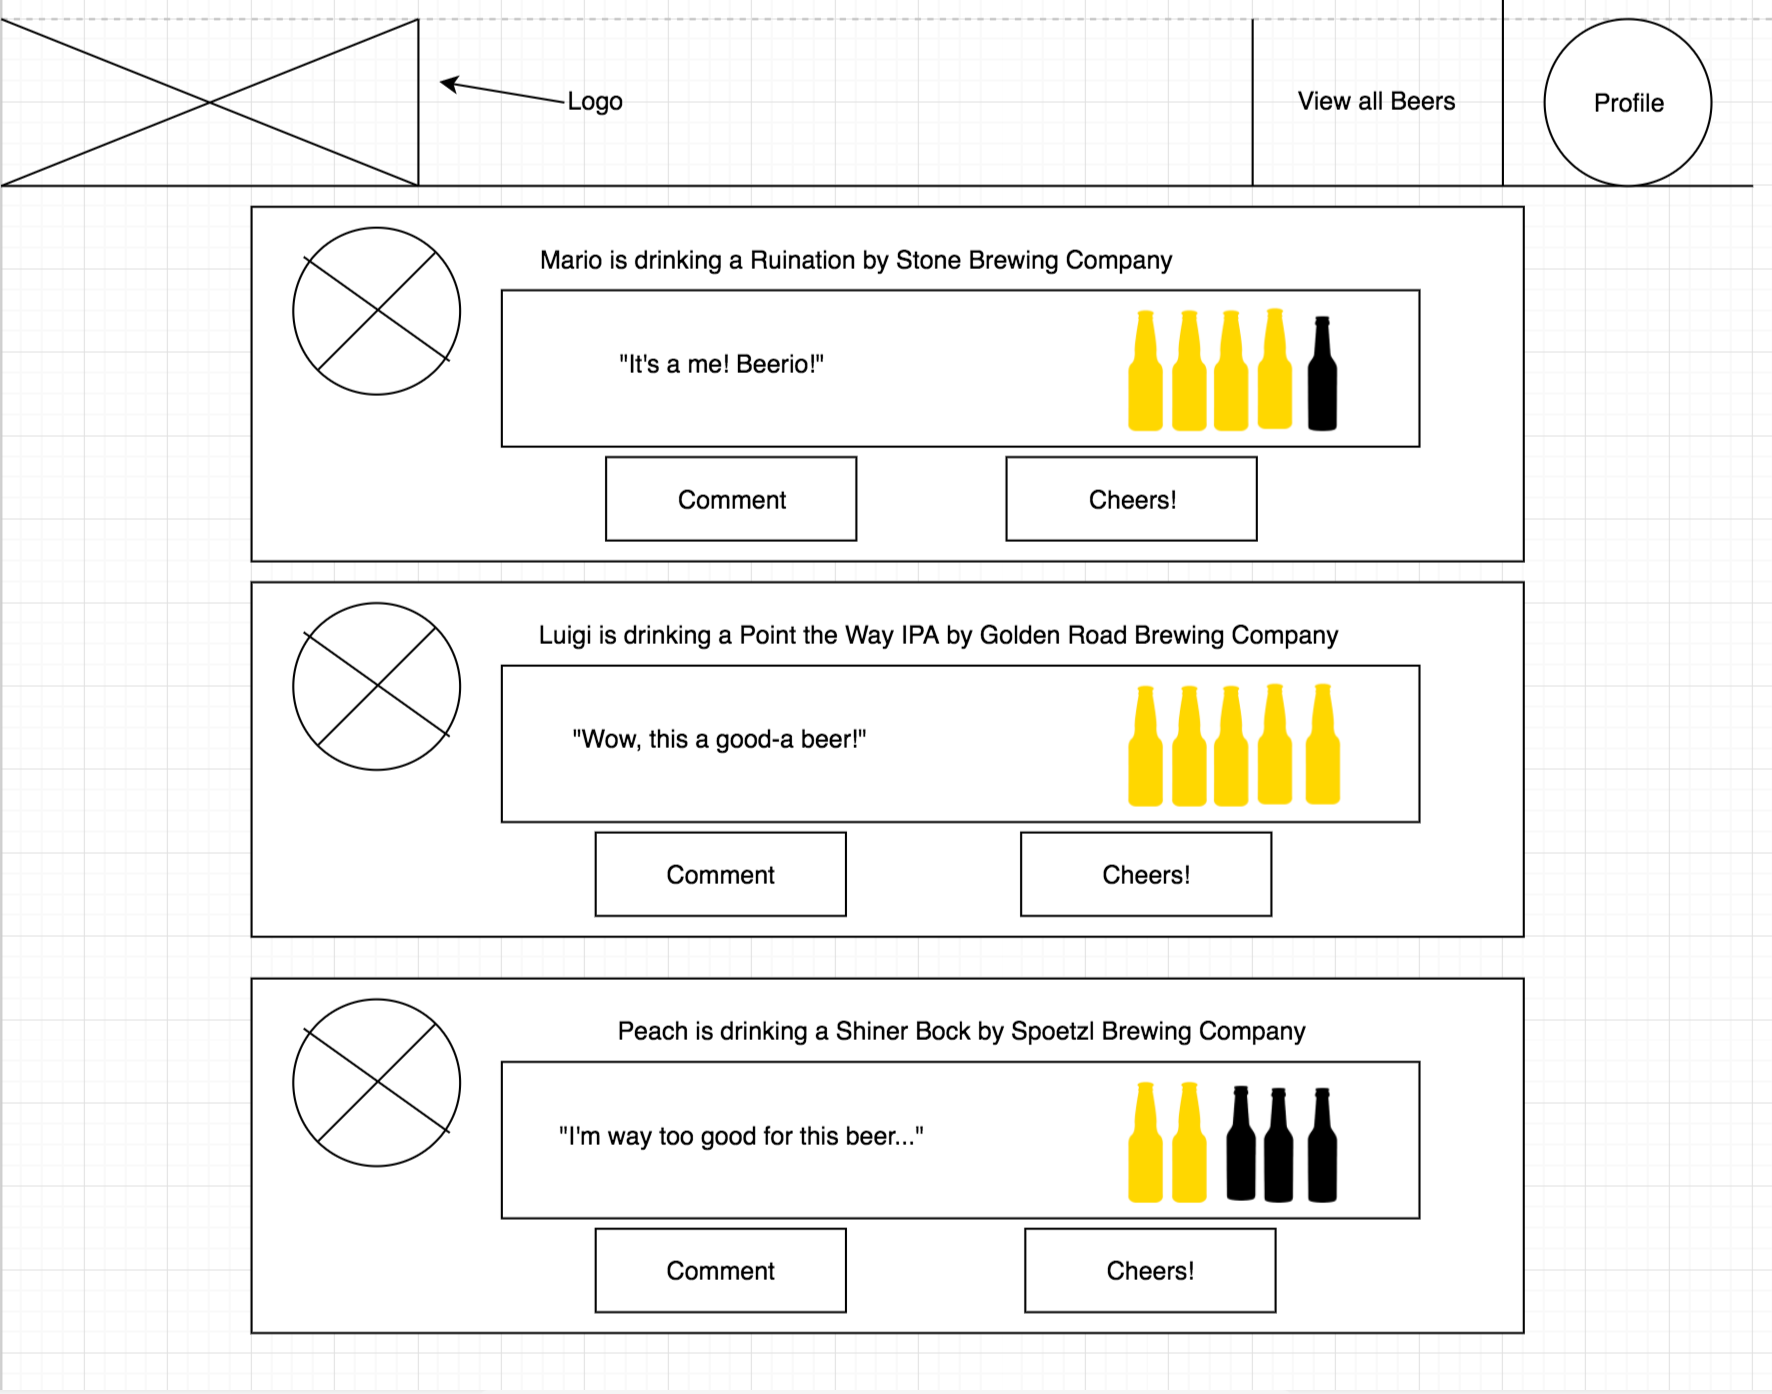 Logo
View all Beers
Profile
Mario is drinking a Ruination by Stone Brewing Company
"It's a me! Beerio!"
Comment
Cheers!
Luigi is drinking a Point the Way IPA by Golden Road Brewing Company
"Wow, this a good-a beer!"
Comment
Cheers!
Peach is drinking a Shiner Bock by Spoetzl Brewing Company
"I'm way too good for this beer..."
Comment
Cheers!